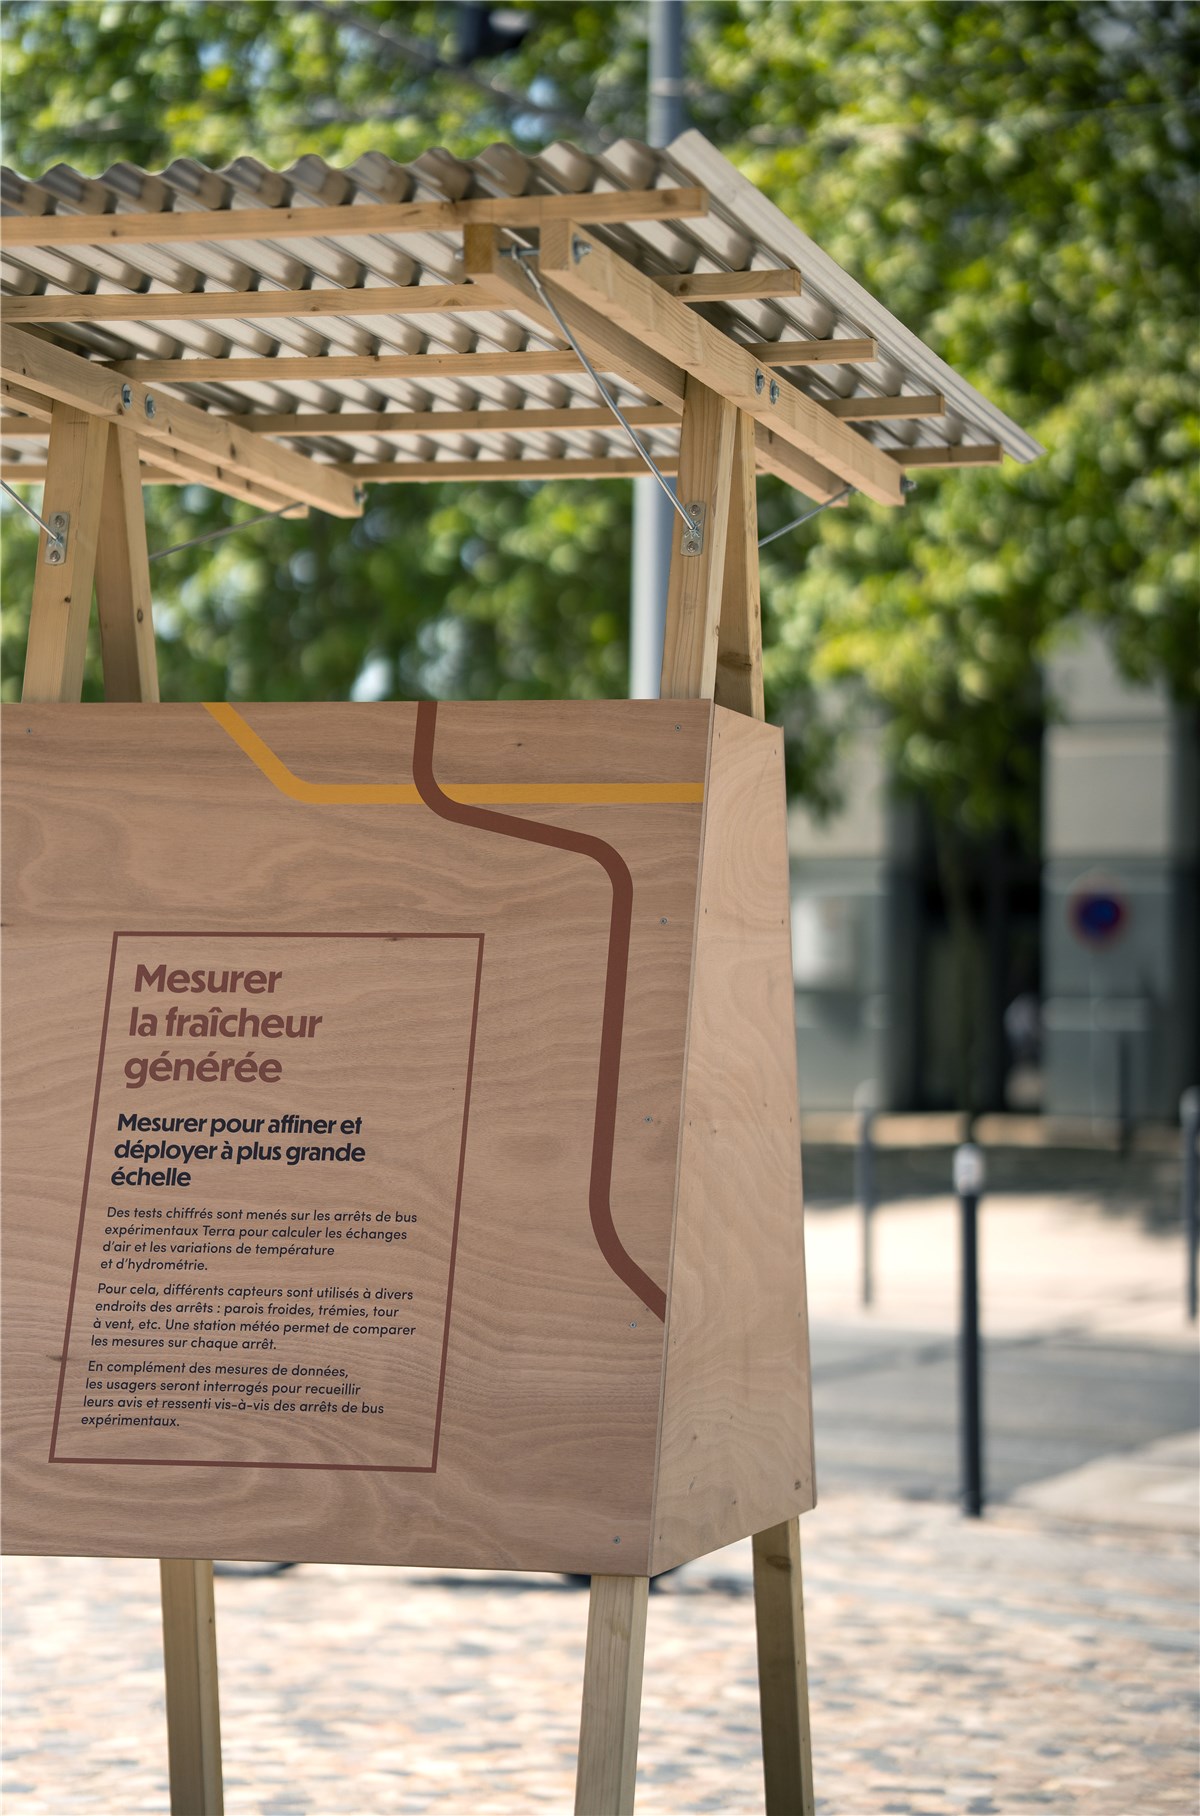 Mesurer
la fraîcheur
générée
Mesurer pour affiner et
déployer à plus grande
échelle
Des tests chiffrés sont menés sur les arrêts de bus
expérimentaux Terra pour calculer les échanges
d'air et les variations de température
et d'hydrométrie.
Pour cela, différents capteurs sont utilisés à divers
endroits des arrêts : parois froides, trémies, tour
à vent, etc. Une station météo permet de comparer
les mesures sur chaque arrêt.
En complément des mesures de données,
les usagers seront interrogés pour recueillir
leurs avis et ressenti vis-à-vis des arrêts de bus
expérimentaux.